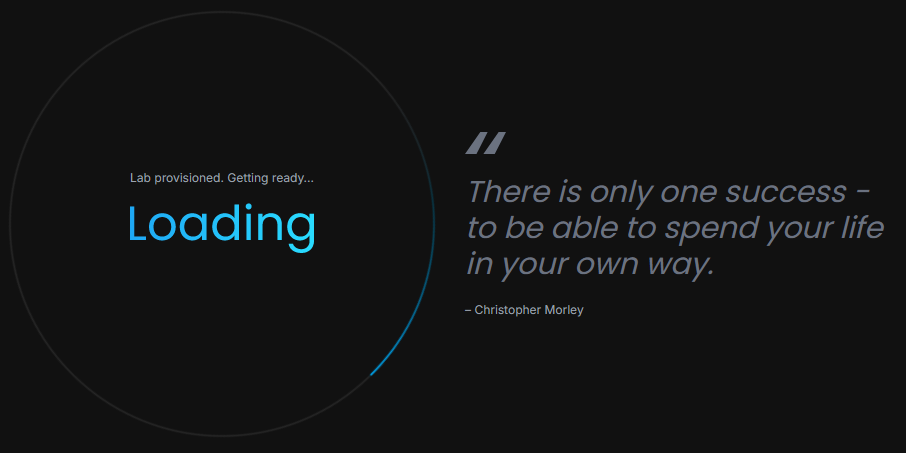 Lab provisioned. Getting ready...
Loading
“
There is only one success –
to be able to spend your life
in your own way.
– Christopher Morley